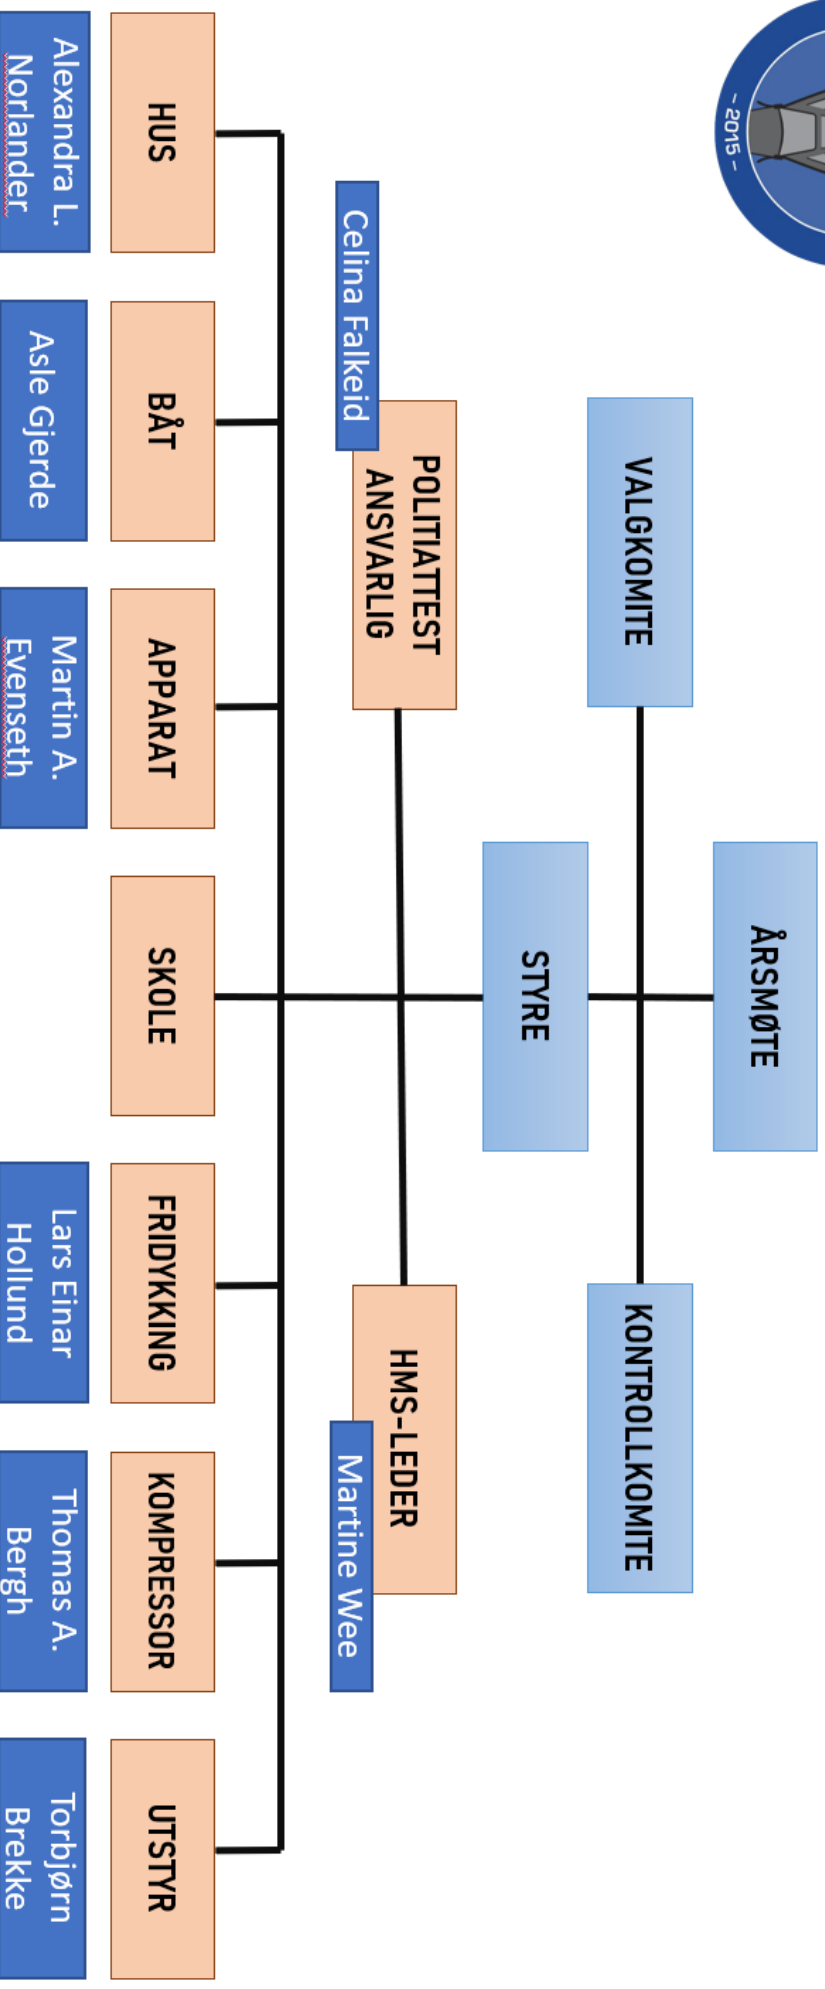 ~ 2015 ~
ÅRSMØTE
VALGKOMITE
KONTROLLKOMITE
STYRE
POLITIATTEST
ANSVARLIG
Celina Falkeid
HMS-LEDER
Martine Wee
HUS
BÅT
APPARAT
SKOLE
FRIDYKKING
KOMPRESSOR
UTSTYR
Alexandra L.
Norlander
Asle Gjerde
Martin A.
Evenseth
Lars Einar
Hollund
Thomas A.
Bergh
Torbjørn
Brekke